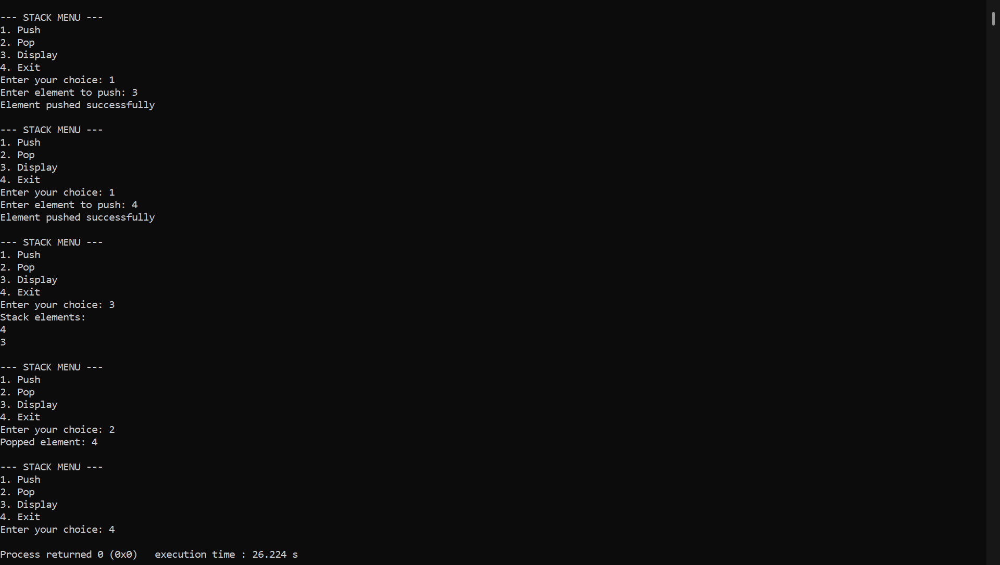 --- STACK MENU ---
1. Push
2. Pop
3. Display
4. Exit
Enter your choice: 1
Enter element to push: 3
Element pushed successfully

--- STACK MENU ---
1. Push
2. Pop
3. Display
4. Exit
Enter your choice: 1
Enter element to push: 4
Element pushed successfully

--- STACK MENU ---
1. Push
2. Pop
3. Display
4. Exit
Enter your choice: 3
Stack elements:
4
3

--- STACK MENU ---
1. Push
2. Pop
3. Display
4. Exit
Enter your choice: 2
Popped element: 4

--- STACK MENU ---
1. Push
2. Pop
3. Display
4. Exit
Enter your choice: 4

Process returned 0 (0x0)   execution time : 26.224 s